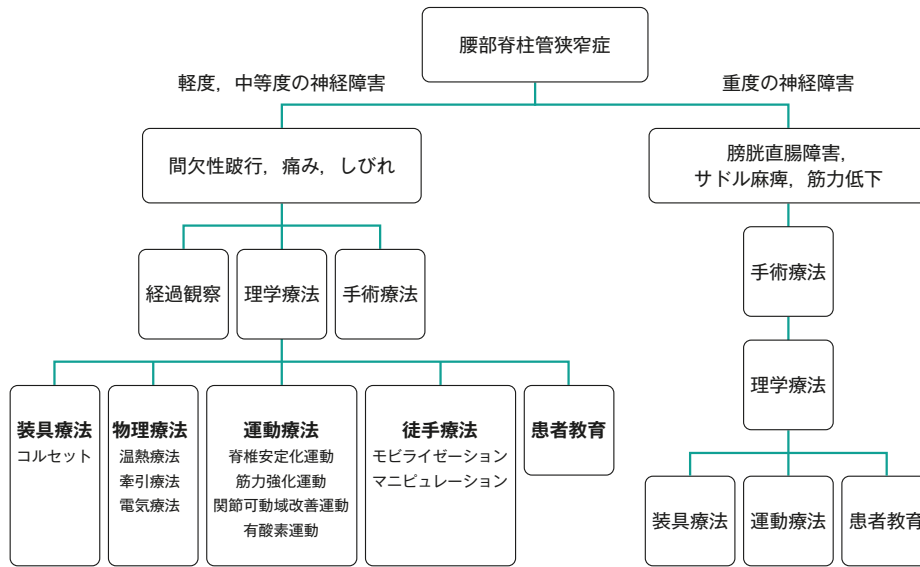 腰部脊柱管狭窄症
軽度，中等度の神経障害
重度の神経障害
間欠性跛行，痛み，しびれ
膀胱直腸障害，
サドル麻痺，筋力低下
経過観察
理学療法
手術療法
手術療法
理学療法
装具療法
コルセット
物理療法
温熱療法
牽引療法
電気療法
運動療法
脊椎安定化運動
筋力強化運動
関節可動域改善運動
有酸素運動
徒手療法
モビライゼーション
マニピュレーション
患者教育
装具療法
運動療法
患者教育